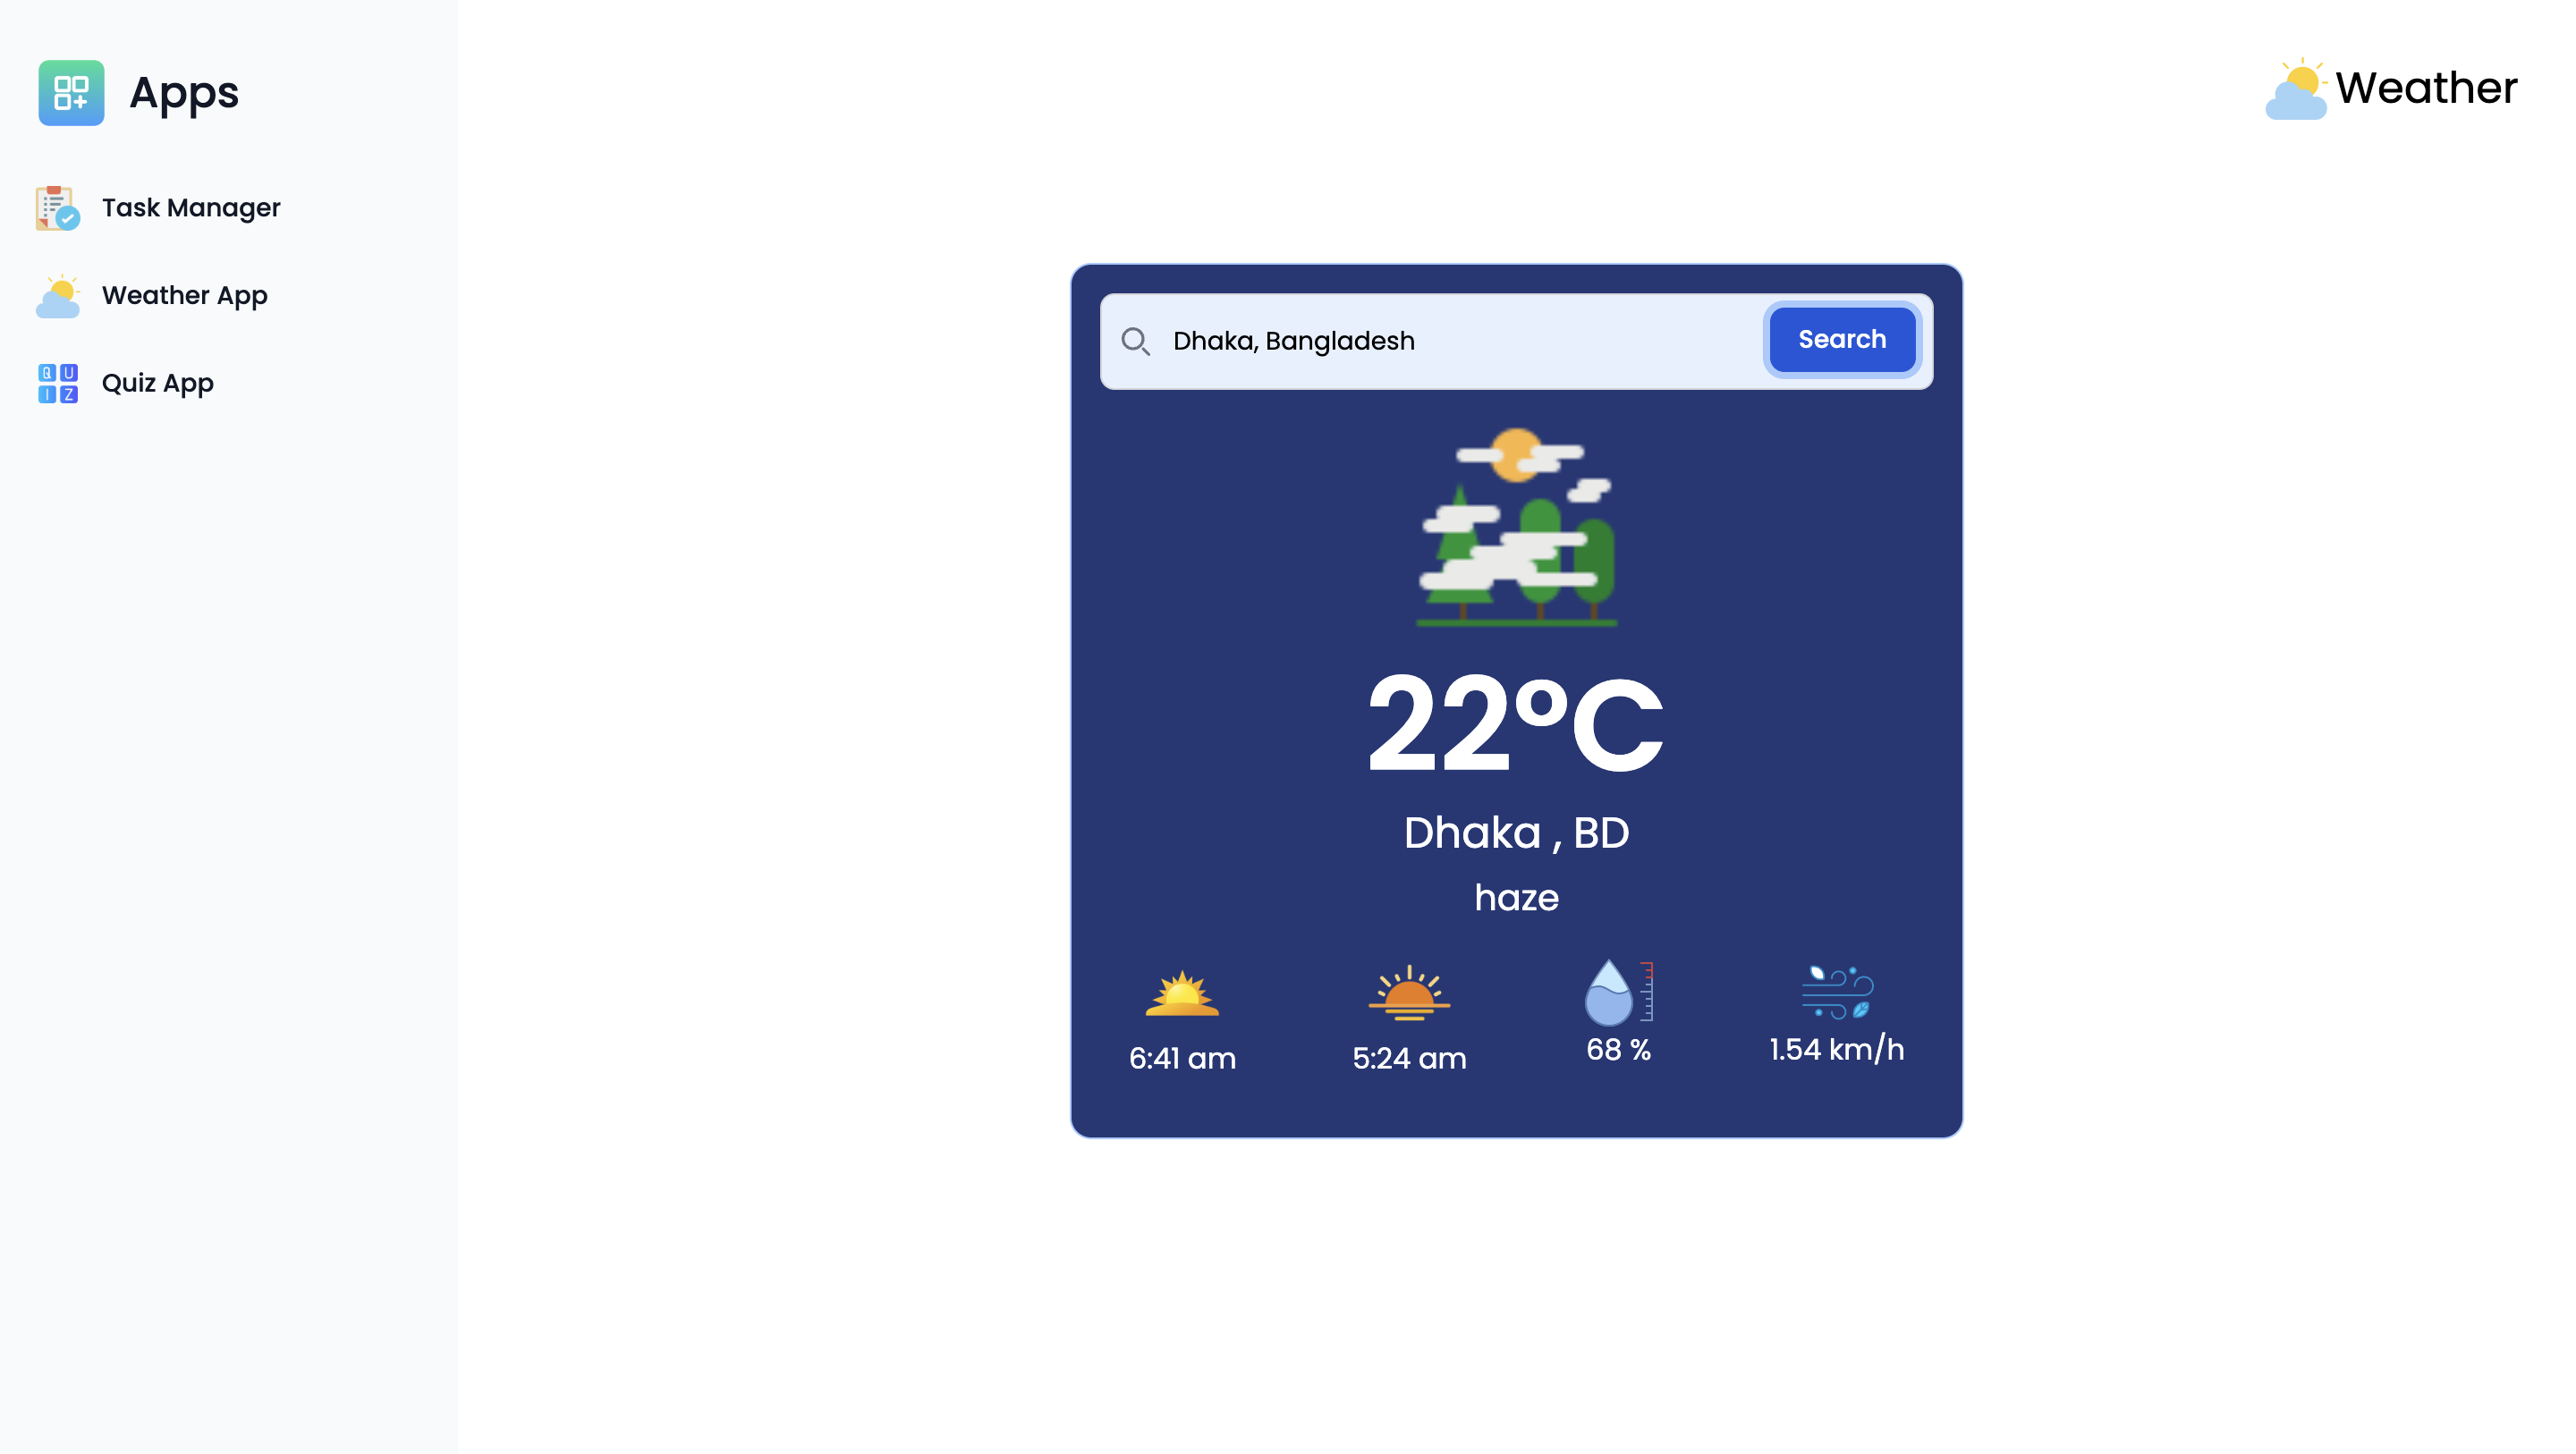 Apps
Task Manager
Weather App
Q U
I Z
Quiz App
Weather
Dhaka, Bangladesh
Search
22°C
Dhaka , BD
haze
6:41 am
5:24 am
68 %
1.54 km/h